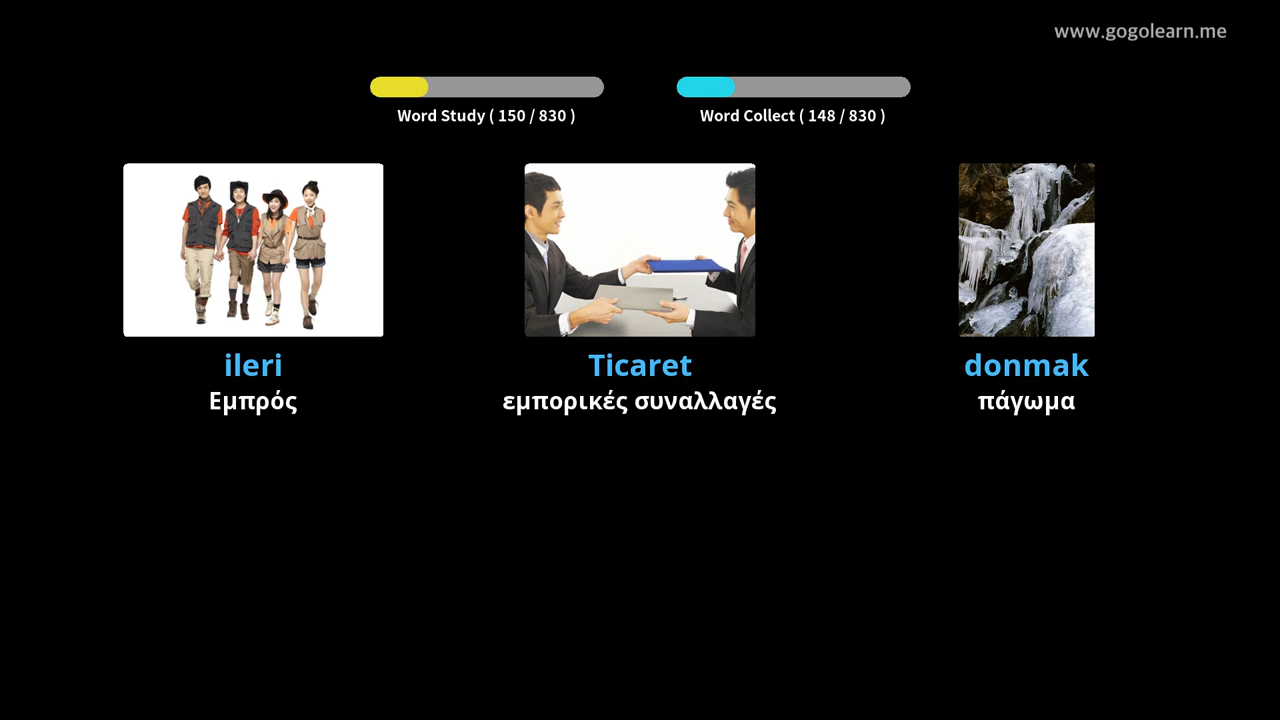 www.gogolearn.me
Word Study ( 150 / 830 )
Word Collect ( 148 / 830 )
ileri
Εμπρός
Ticaret
εμπορικές συναλλαγές
donmak
πάγωμα